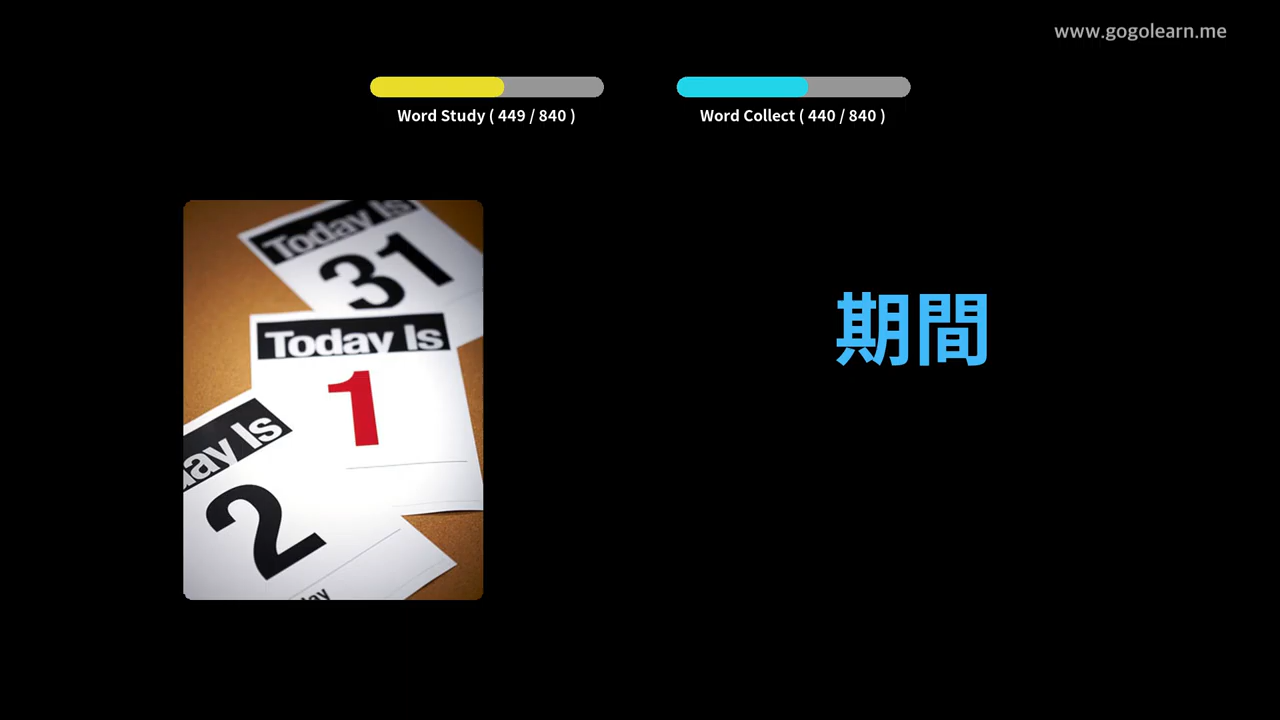 www.gogolearn.me
Word Study ( 449 / 840 )
Word Collect ( 440 / 840 )
Today Is
31
Today Is
1
ay Is
2
期間